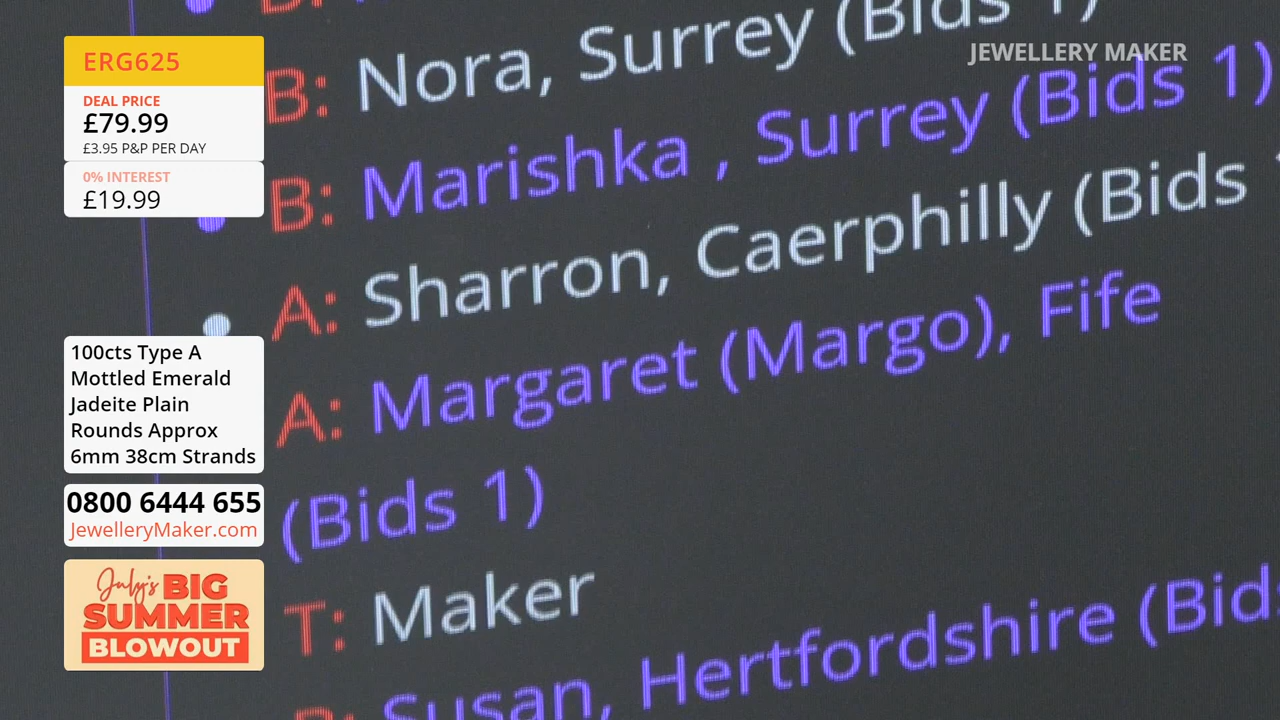 ERG625
DEAL PRICE
£79.99
£3.95 P&P PER DAY
0% INTEREST
£19.99
100cts Type A
Mottled Emerald
Jadeite Plain
Rounds Approx
6mm 38cm Strands
0800 6444 655
JewelleryMaker.com
July's BIG
SUMMER
BLOWOUT
JEWELLERY MAKER
B: Nora, Surrey (Bids 1)
B: Marishka , Surrey (Bids 1)
A: Sharron, Caerphilly (Bids
A: Margaret (Margo), Fife
(Bids 1)
T: Maker
Susan, Hertfordshire (Bids